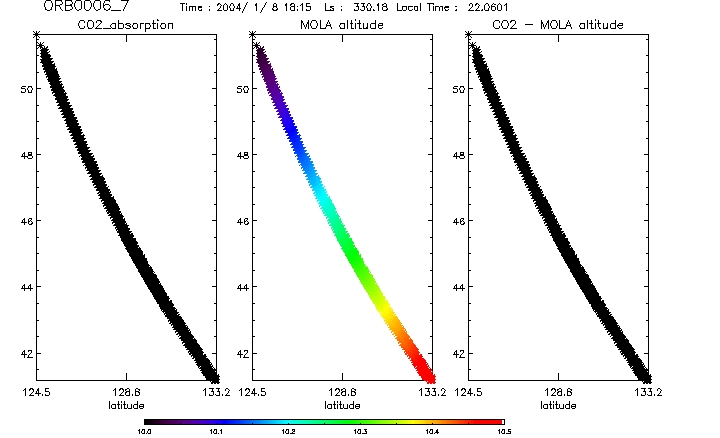 ORB0006_7
Time : 2004/ 1/ 8 18:15 Ls : 330.18 Local Time : 22.0601
CO2_absorption
MOLA altitude
CO2 - MOLA altitude
50
48
46
44
42
124.5 128.8 133.2
latitude
50
48
46
44
42
124.5 128.8 133.2
latitude
50
48
46
44
42
124.5 128.8 133.2
latitude
10.0 10.1 10.2 10.3 10.4 10.5